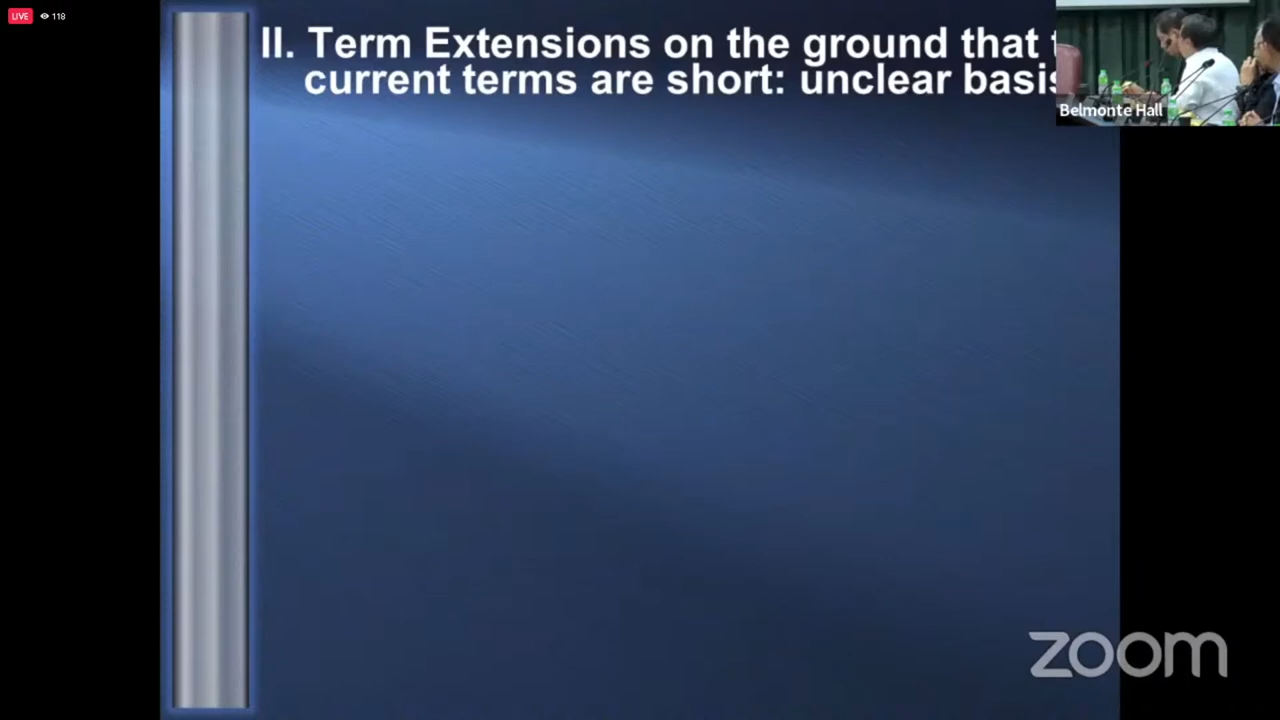 LIVE 118
II. Term Extensions on the ground that
current terms are short: unclear basis
Belmonte Hall
zoom